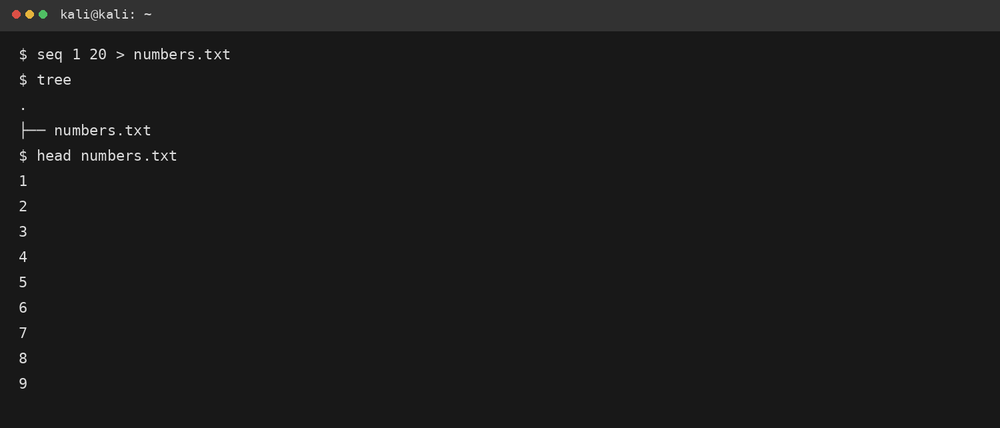 kali@kali: ~
$ seq 1 20 > numbers.txt
$ tree
.
├── numbers.txt
$ head numbers.txt
1
2
3
4
5
6
7
8
9